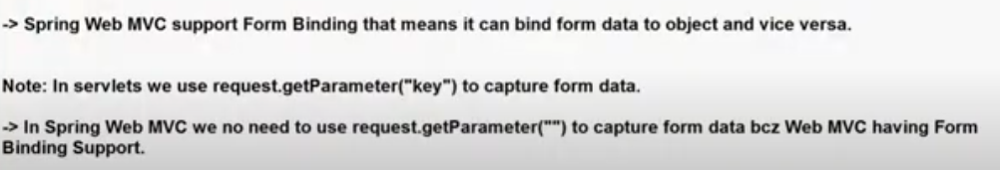 -> Spring Web MVC support Form Binding that means it can bind form data to object and vice versa.
Note: In servlets we use request.getParameter("key") to capture form data.
-> In Spring Web MVC we no need to use request.getParameter("") to capture form data bcz Web MVC having Form
Binding Support.